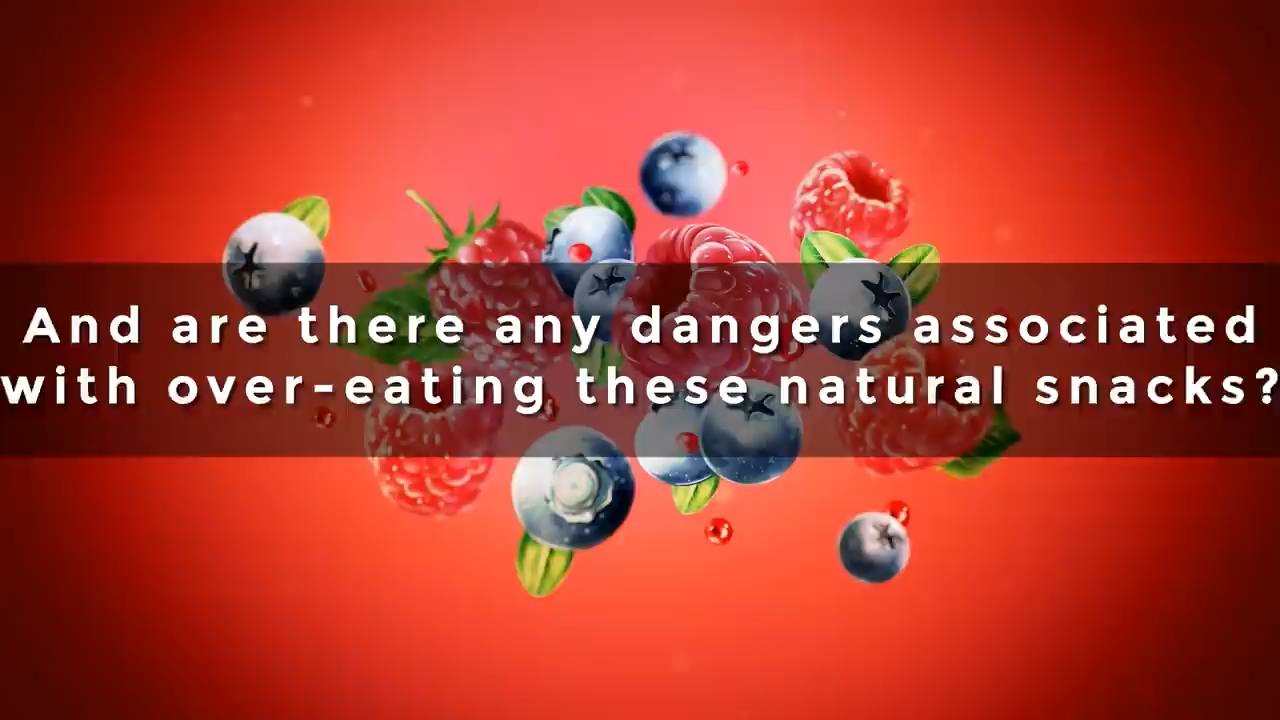 And are there any dangers associated
with over-eating these natural snacks?